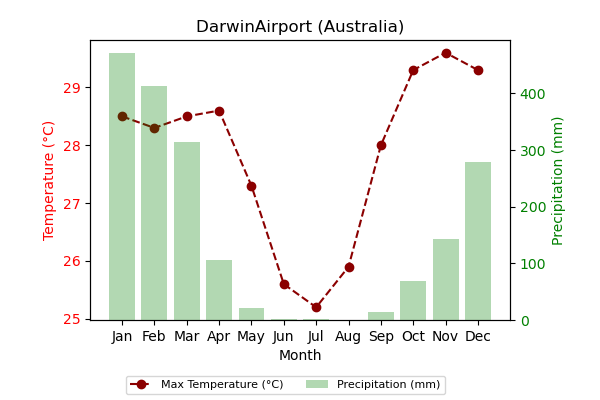 DarwinAirport (Australia)
Temperature (°C)
29
28
27
26
25
400
300
200
100
0
Precipitation (mm)
Jan Feb Mar Apr May Jun Jul Aug Sep Oct Nov Dec
Month
Max Temperature (°C) Precipitation (mm)